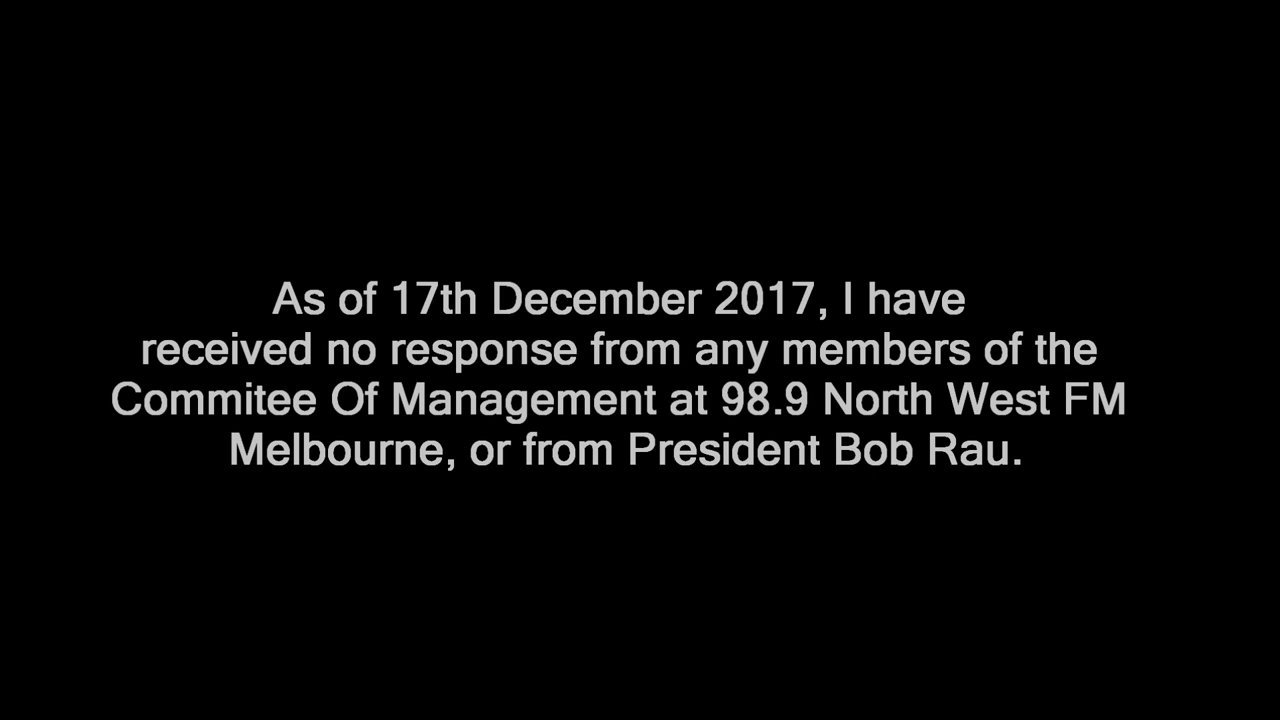 As of 17th December 2017, I have
received no response from any members of the
Commitee Of Management at 98.9 North West FM
Melbourne, or from President Bob Rau.